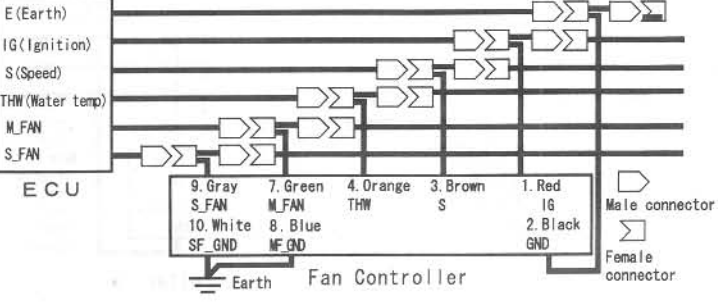 E(Earth)
IG(Ignition)
S(Speed)
THW(Water temp)
M_FAN
S_FAN
ECU
9.Gray 7.Green 4.Orange 3.Brown 1.Red
S_FAN M_FAN THW S IG
10.White 8.Blue 2.Black
SF_GND MF_GND GND
Male connector
Female
connector
Earth Fan Controller